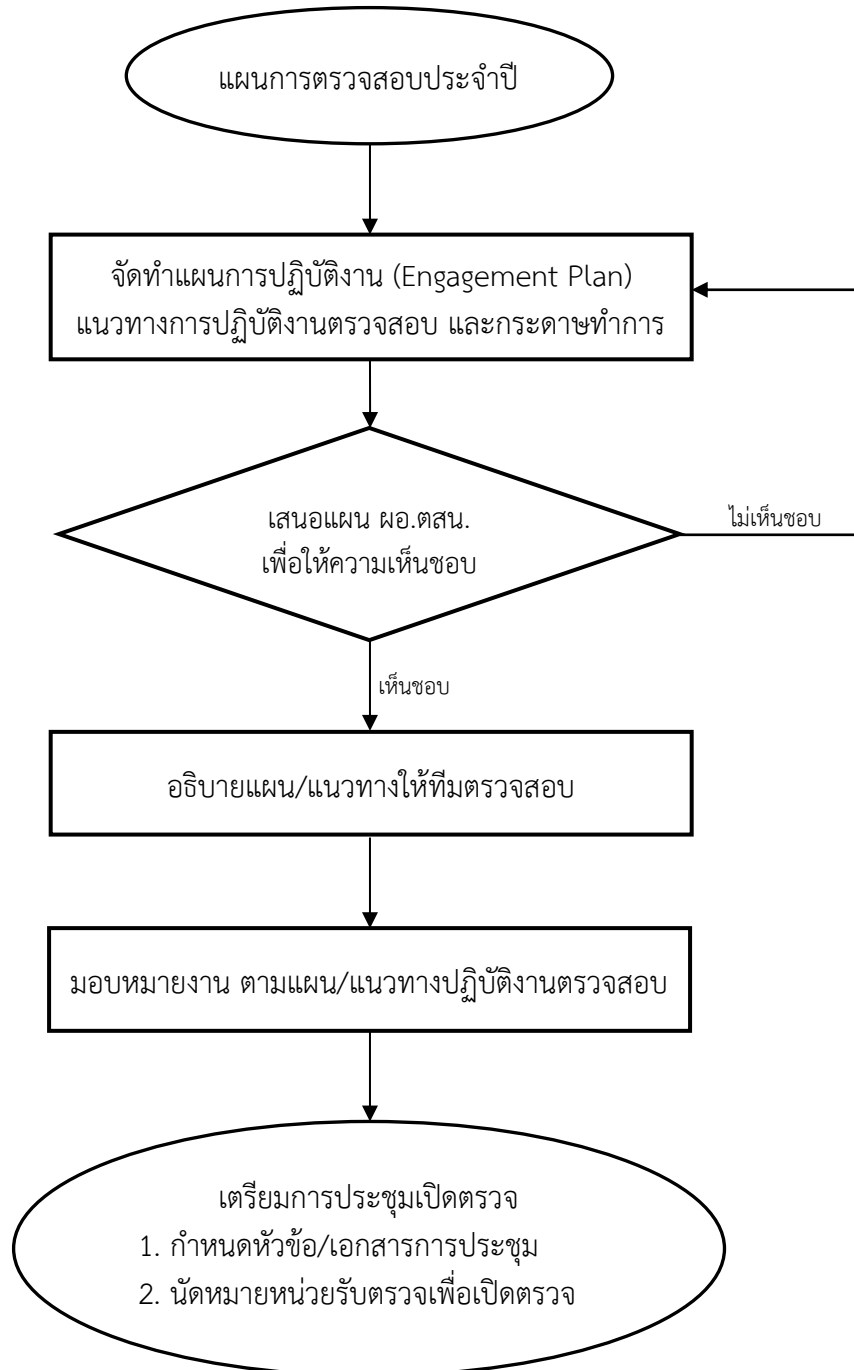 แผนการตรวจสอบประจำปี
จัดทำแผนการปฏิบัติงาน (Engagement Plan)
แนวทางการปฏิบัติงานตรวจสอบ และกระดาษทำการ
เสนอแผน ผอ.ตสน.
เพื่อให้ความเห็นชอบ
ไม่เห็นชอบ
เห็นชอบ
อธิบายแผน/แนวทางให้ทีมตรวจสอบ
มอบหมายงาน ตามแผน/แนวทางปฏิบัติงานตรวจสอบ
เตรียมการประชุมเปิดตรวจ
1. กำหนดหัวข้อ/เอกสารการประชุม
2. นัดหมายหน่วยรับตรวจเพื่อเปิดตรวจ